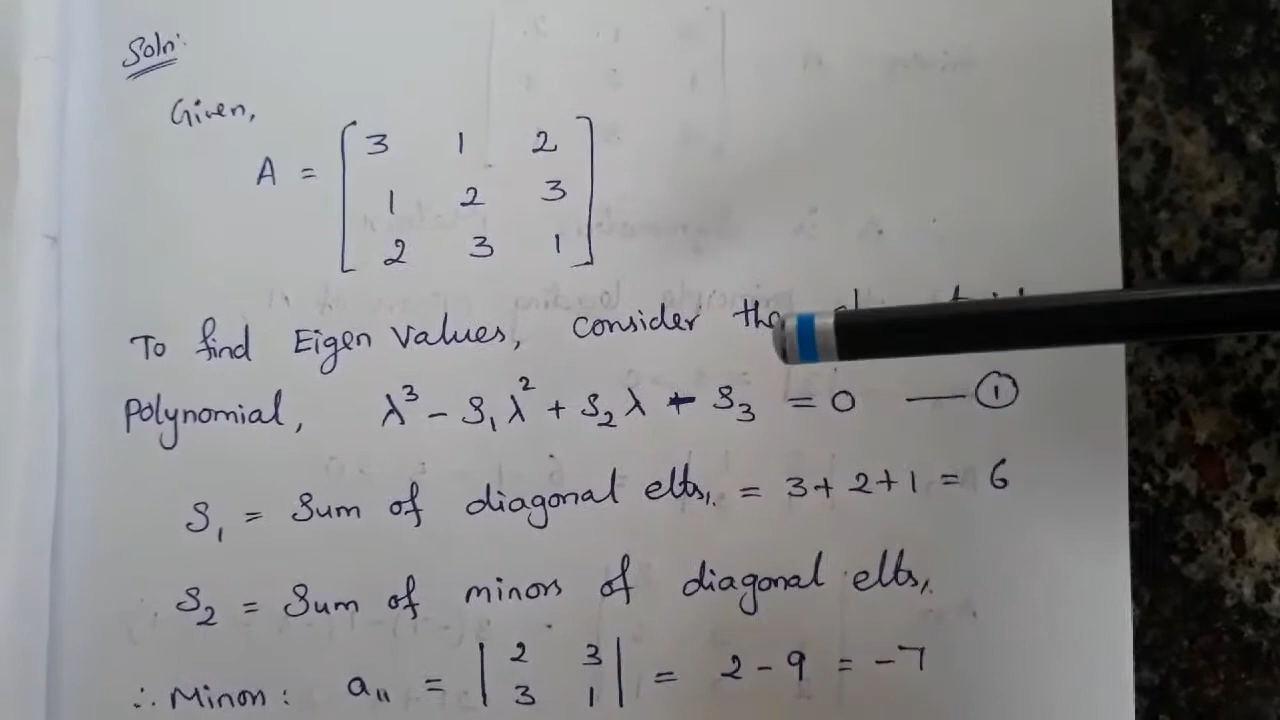 Soln:
Given,
A = [ 3 1 2
1 2 3
2 3 1 ]
To find Eigen Values, consider the
Polynomial, λ³ - S₁λ² + S₂λ - S₃ = 0 — ①
S₁ = Sum of diagonal elts, = 3+2+1 = 6
S₂ = Sum of minors of diagonal elts,
∴ Minor: a₁₁ = | 2 3
3 1 | = 2-9 = -7